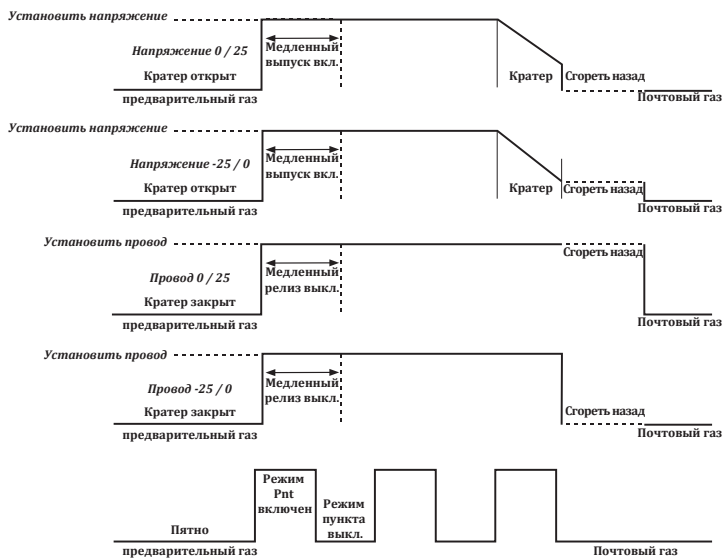 Установить напряжение
Напряжение 0 / 25
Медленный
выпуск вкл.
Кратер открыт
Кратер
Сгореть назад
предварительный газ
Почтовый газ
Установить напряжение
Напряжение -25 / 0
Медленный
выпуск вкл.
Кратер открыт
Кратер
Сгореть назад
предварительный газ
Почтовый газ
Установить провод
Сгореть назад
Провод 0 / 25
Медленный
релиз выкл.
Кратер закрыт
предварительный газ
Почтовый газ
Установить провод
Провод -25 / 0
Медленный
релиз выкл.
Кратер закрыт
Сгореть назад
предварительный газ
Почтовый газ
Режим
Pnt
включен
Режим
пункта
выкл.
Пятно
предварительный газ
Почтовый газ